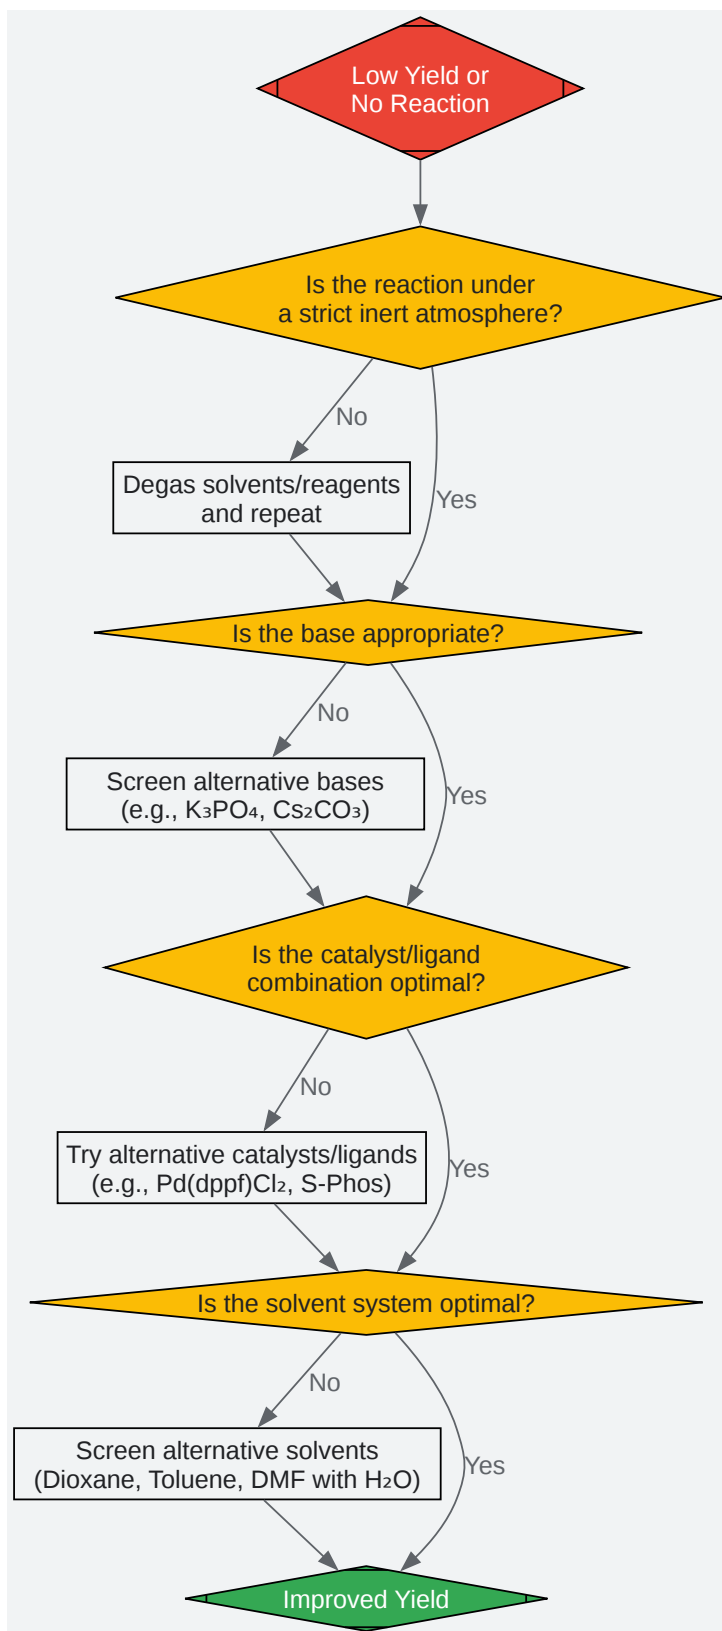 Low Yield or
No Reaction
Is the reaction under
a strict inert atmosphere?
No
Degas solvents/reagents
and repeat
Yes
Is the base appropriate?
No
Screen alternative bases
(e.g., K₃PO₄, Cs₂CO₃)
Yes
Is the catalyst/ligand
combination optimal?
No
Try alternative catalysts/ligands
(e.g., Pd(dppf)Cl₂, S-Phos)
Yes
Is the solvent system optimal?
No
Screen alternative solvents
(Dioxane, Toluene, DMF with H₂O)
Yes
Improved Yield